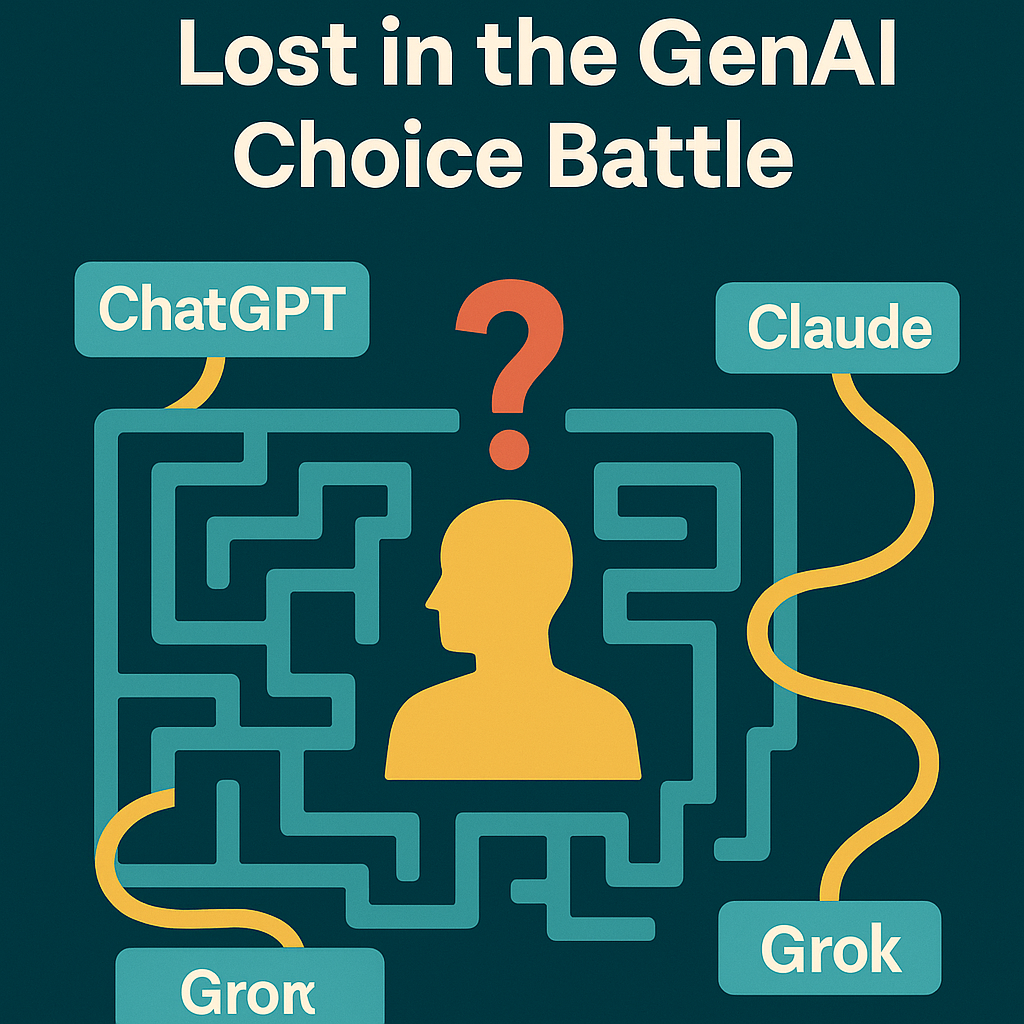 Lost in the GenAI
Choice Battle
ChatGPT
Claude
Grok